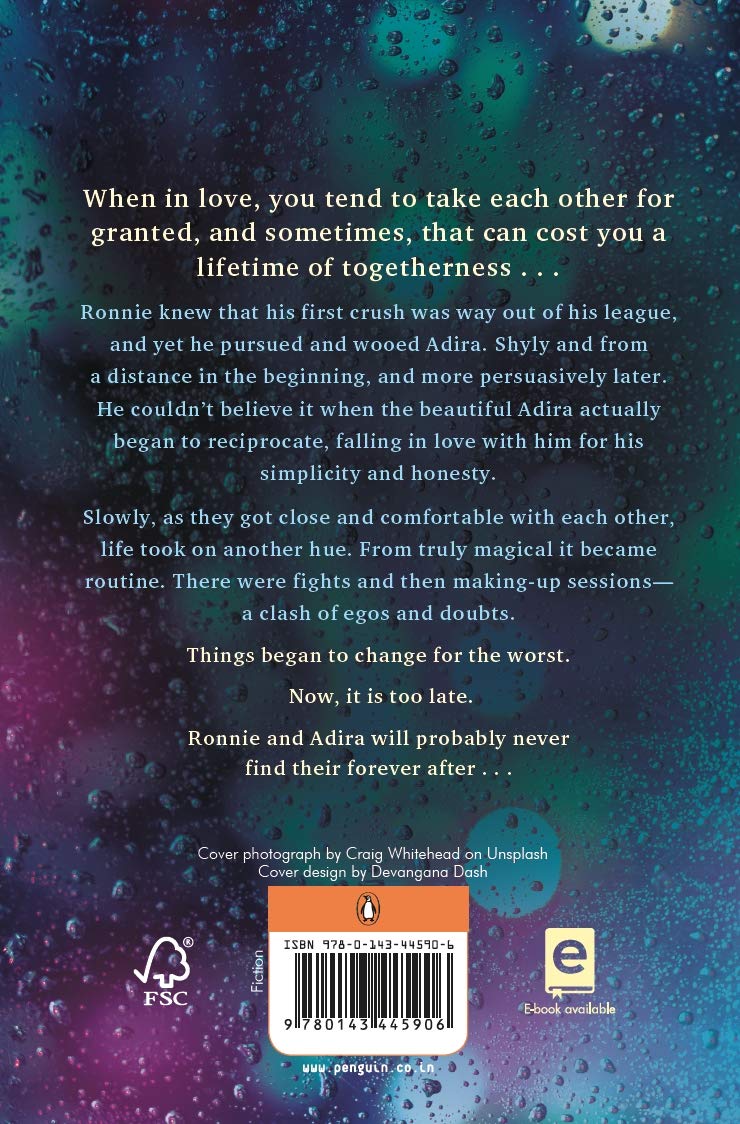 When in love, you tend to take each other for
granted, and sometimes, that can cost you a
lifetime of togetherness . . .
Ronnie knew that his first crush was way out of his league,
and yet he pursued and wooed Adira. Shyly and from
a distance in the beginning, and more persuasively later.
He couldn’t believe it when the beautiful Adira actually
began to reciprocate, falling in love with him for his
simplicity and honesty.
Slowly, as they got close and comfortable with each other,
life took on another hue. From truly magical it became
routine. There were fights and then making-up sessions—
a clash of egos and doubts.
Things began to change for the worst.
Now, it is too late.
Ronnie and Adira will probably never
find their forever after . . .
Cover photograph by Craig Whitehead on Unsplash
Cover design by Devangana Dash
®
FSC
Fiction
ISBN 978-0-143-44590-6
9 780143 445906
e
E-book available
www.penguin.co.in